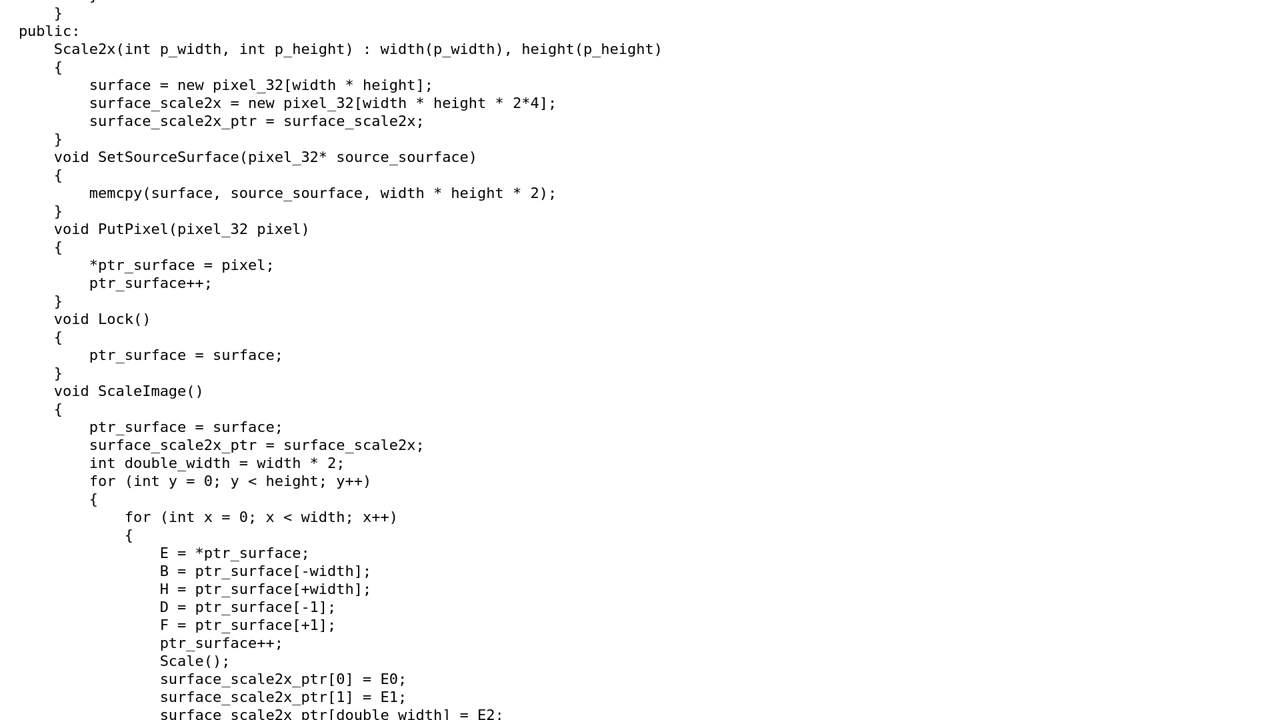 }
public:
Scale2x(int p_width, int p_height) : width(p_width), height(p_height)
{
surface = new pixel_32[width * height];
surface_scale2x = new pixel_32[width * height * 2*4];
surface_scale2x_ptr = surface_scale2x;
}
void SetSourceSurface(pixel_32* source_sourface)
{
memcpy(surface, source_sourface, width * height * 2);
}
void PutPixel(pixel_32 pixel)
{
*ptr_surface = pixel;
ptr_surface++;
}
void Lock()
{
ptr_surface = surface;
}
void ScaleImage()
{
ptr_surface = surface;
surface_scale2x_ptr = surface_scale2x;
int double_width = width * 2;
for (int y = 0; y < height; y++)
{
for (int x = 0; x < width; x++)
{
E = *ptr_surface;
B = ptr_surface[-width];
H = ptr_surface[+width];
D = ptr_surface[-1];
F = ptr_surface[+1];
ptr_surface++;
Scale();
surface_scale2x_ptr[0] = E0;
surface_scale2x_ptr[1] = E1;
surface_scale2x_ptr[double_width] = E2;